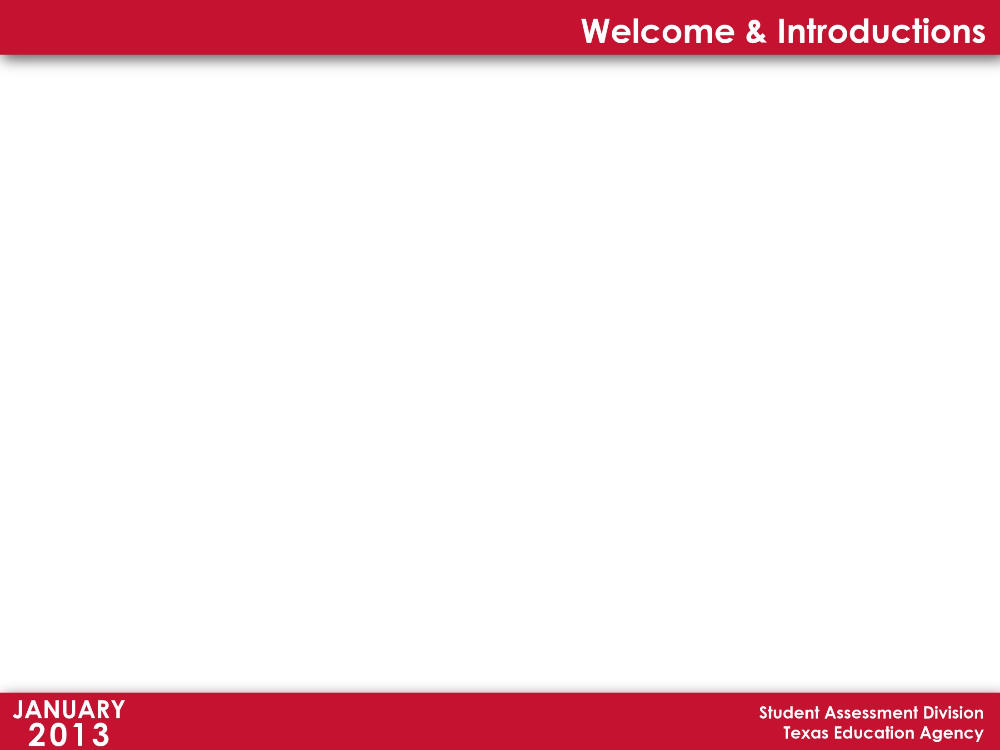 Welcome & Introductions
JANUARY
2013
Student Assessment Division
Texas Education Agency